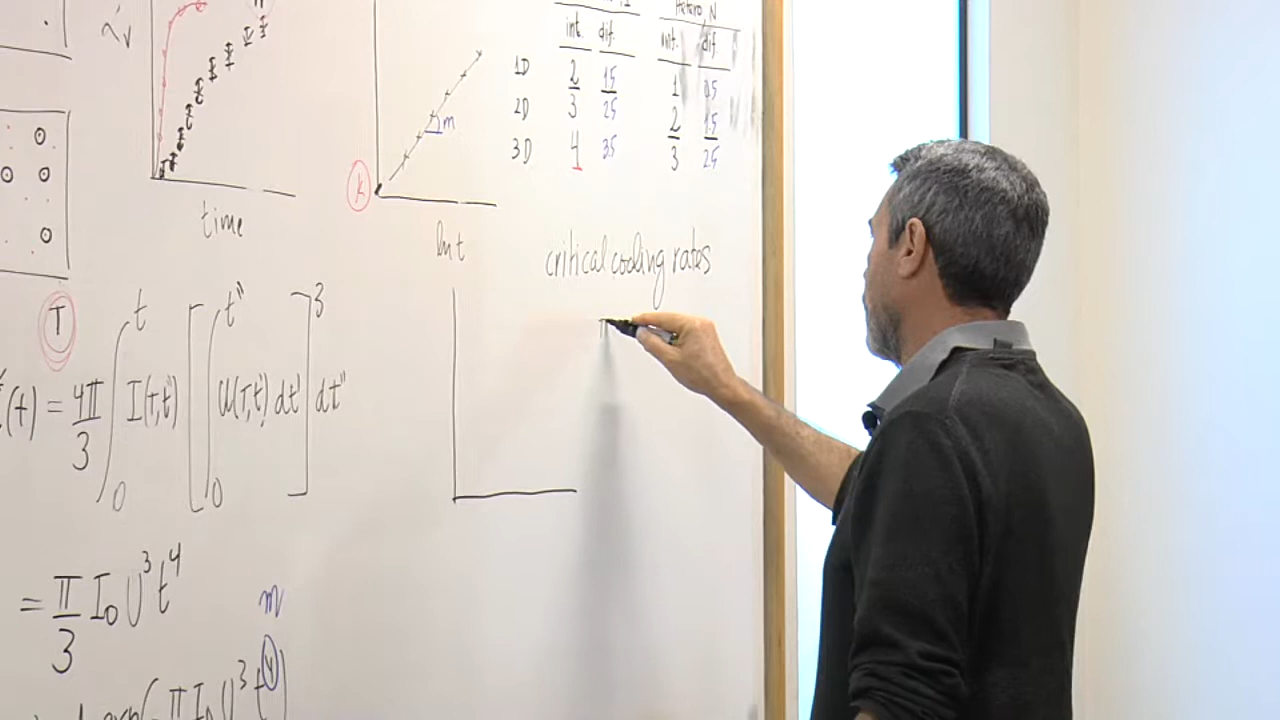 Hetero, N
int. dif. int. dif
1D 2 1.5 1 0.5
2D 3 2.5 2 1.5
3D 4 3.5 3 2.5
m
K
time
ln t
critical cooling rates
T
(t) = 4π/3 ∫₀ᵗ I(T,t') [∫₀ᵗ" U(T,t') dt']³ dt"
= π/3 I₀ U³ t⁴
m